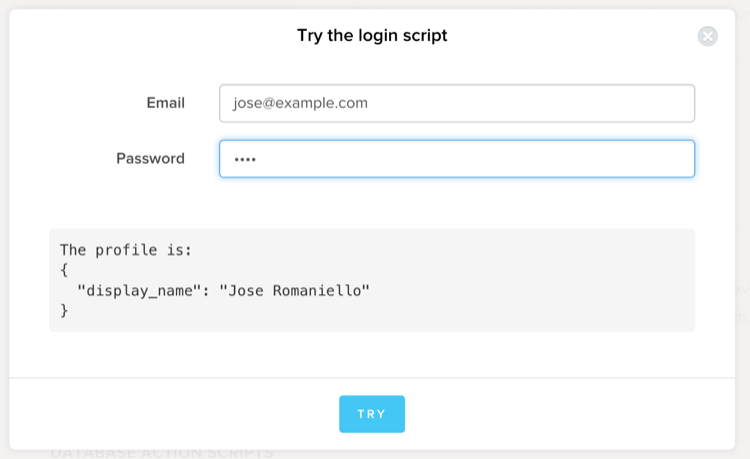 Try the login script
Email
jose@example.com
Password
••••
The profile is:
{
  "display_name": "Jose Romaniello"
}
TRY
DATABASE ACTION SCRIPTS